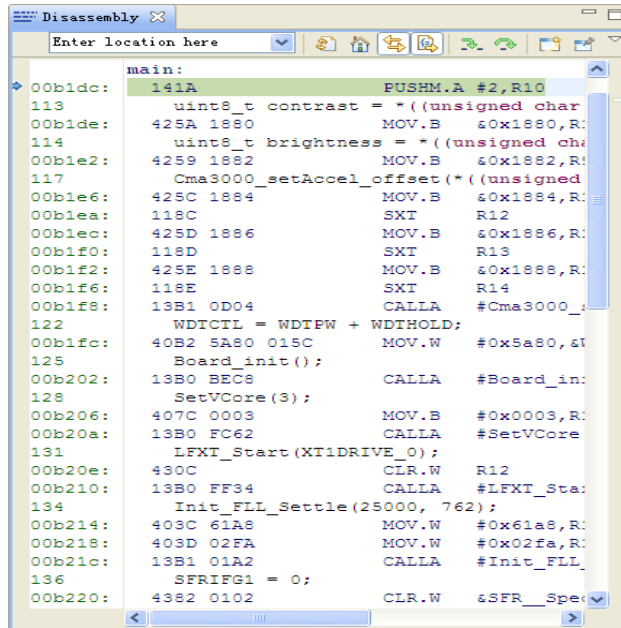 Disassembly
Enter location here
main:
00b1dc: 141A PUSHM.A #2,R10
113 uint8_t contrast = *((unsigned char
00b1de: 425A 1880 MOV.B &0x1880,R1
114 uint8_t brightness = *((unsigned cha
00b1e2: 4259 1882 MOV.B &0x1882,R9
117 Cma3000_setAccel_offset(*((unsigned
00b1e6: 425C 1884 MOV.B &0x1884,R1
00b1ea: 118C SXT R12
00b1ec: 425D 1886 MOV.B &0x1886,R1
00b1f0: 118D SXT R13
00b1f2: 425E 1888 MOV.B &0x1888,R1
00b1f6: 118E SXT R14
00b1f8: 13B1 0D04 CALLA #Cma3000_s
122 WDTCTL = WDTPW + WDTHOLD;
00b1fc: 40B2 5A80 015C MOV.W #0x5a80,&W
125 Board_init();
00b202: 13B0 BEC8 CALLA #Board_ini
128 SetVCore(3);
00b206: 407C 0003 MOV.B #0x0003,R1
00b20a: 13B0 FC62 CALLA #SetVCore
131 LFXT_Start(XT1DRIVE_0);
00b20e: 430C CLR.W R12
00b210: 13B0 FF34 CALLA #LFXT_Star
134 Init_FLL_Settle(25000, 762);
00b214: 403C 61A8 MOV.W #0x61a8,R1
00b218: 403D 02FA MOV.W #0x02fa,R1
00b21c: 13B1 01A2 CALLA #Init_FLL_
136 SFRIFG1 = 0;
00b220: 4382 0102 CLR.W &SFR__Spec